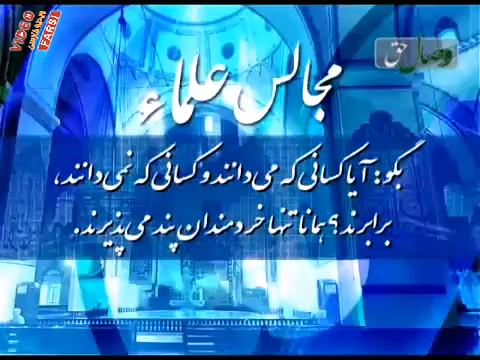 VIDEO
FARSI
وصال حق
مجالس علماء
بگو: آیا کسانی که می دانند و کسانی که نمی دانند،
برابرند؟ همانا تنها خردمندان پند می پذیرند.